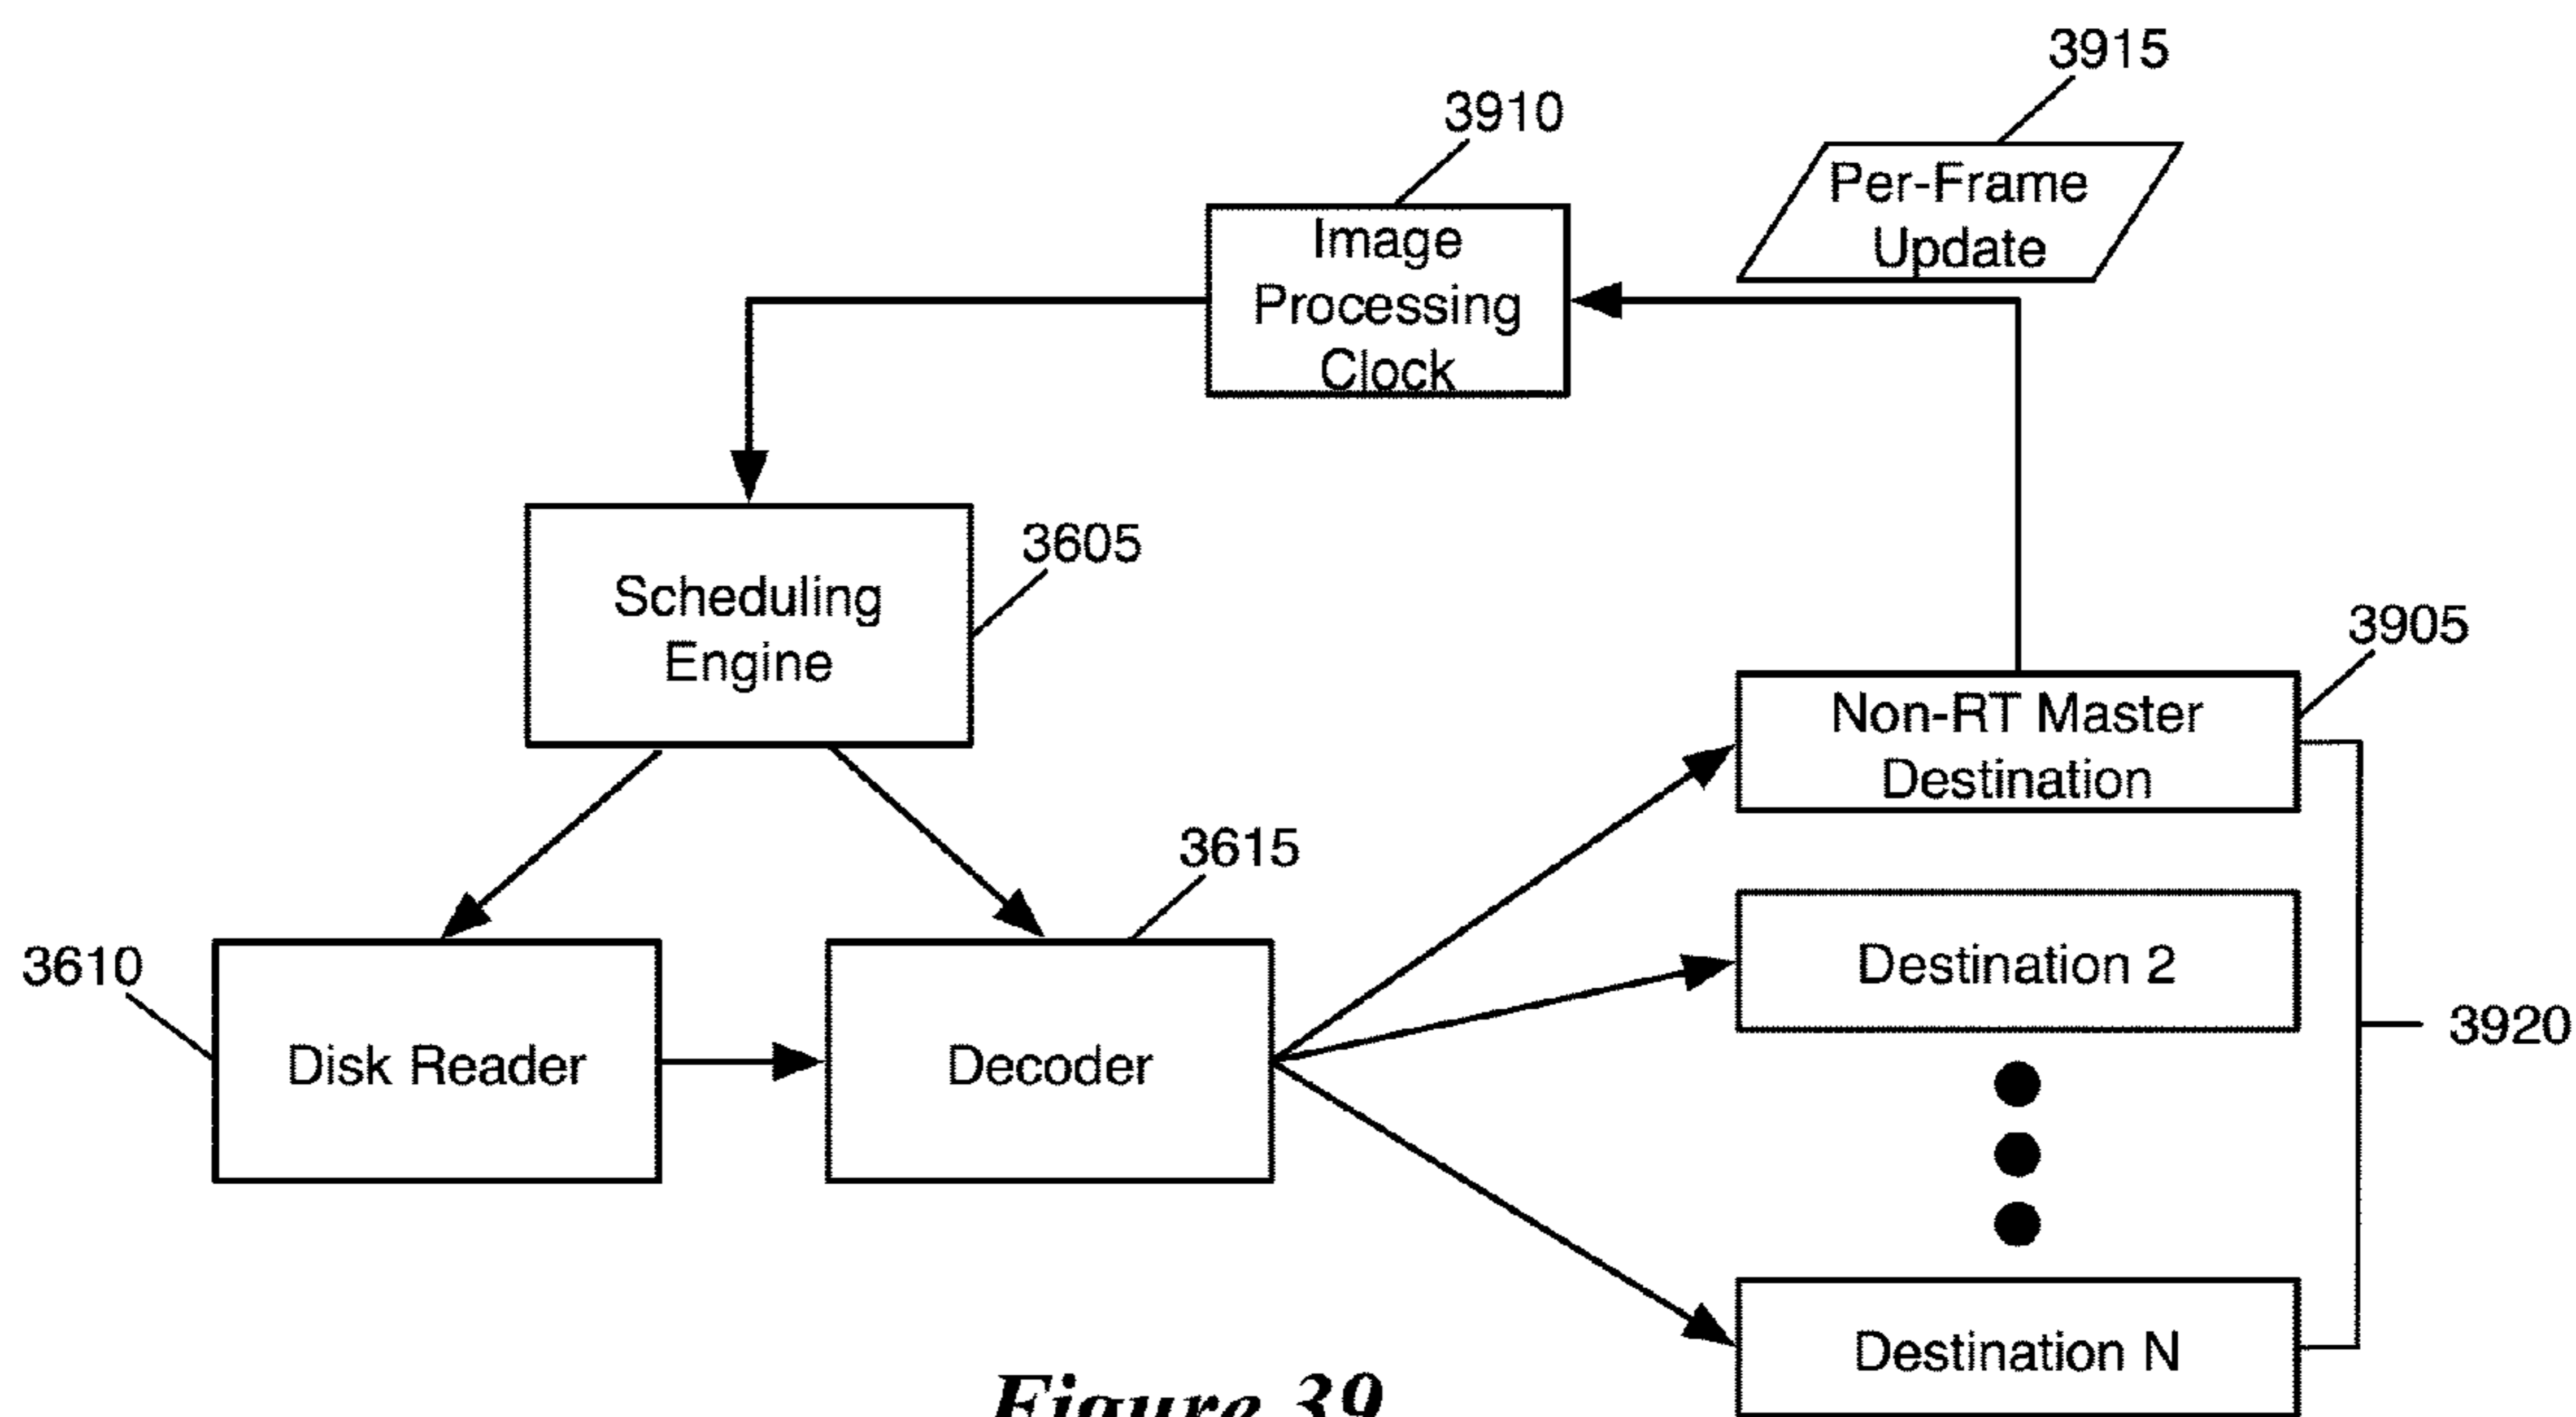 3915
3910
Per-Frame
Update
Image
Processing
Clock
3605
Scheduling
Engine
3905
Non-RT Master
Destination
3615
3610
Disk Reader
Decoder
Destination 2
3920
Destination N
Figure 39